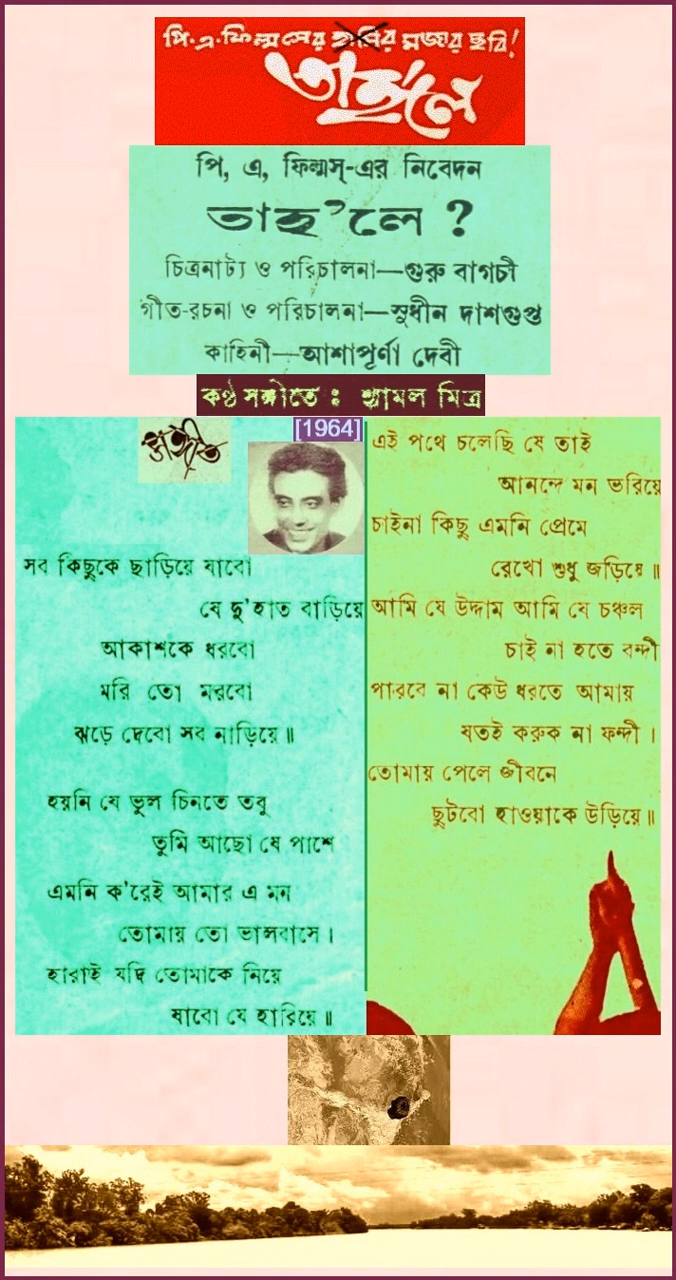 পি·এ·ফিল্মসের হাসির মজার ছবি!
তাহ'লে
পি, এ, ফিল্মস্-এর নিবেদন
তাহ'লে ?
চিত্রনাট্য ও পরিচালনা—গুরু বাগচী
গীত-রচনা ও পরিচালনা—সুধীন দাশগুপ্ত
কাহিনী—আশাপূর্ণা দেবী
কণ্ঠসঙ্গীতে : শ্যামল মিত্র
সঙ্গীত
[1964]
সব কিছুকে ছাড়িয়ে যাবো
যে দু'হাত বাড়িয়ে
আকাশকে ধরবো
মরি তো মরবো
ঝড়ে দেবো সব নাড়িয়ে॥
হয়নি যে ভুল চিনতে তবু
তুমি আছো যে পাশে
এমনি ক'রেই আমার এ মন
তোমায় তো ভালবাসে।
হারাই যদি তোমাকে নিয়ে
যাবো যে হারিয়ে॥
এই পথে চলেছি যে তাই
আনন্দে মন ভরিয়ে
চাইনা কিছু এমনি প্রেমে
রেখো শুধু জড়িয়ে॥
আমি যে উদ্দাম আমি যে চঞ্চল
চাই না হতে বন্দী
পারবে না কেউ ধরতে আমায়
যতই করুক না ফন্দী।
তোমায় পেলে জীবনে
ছুটবো হাওয়াকে উড়িয়ে॥